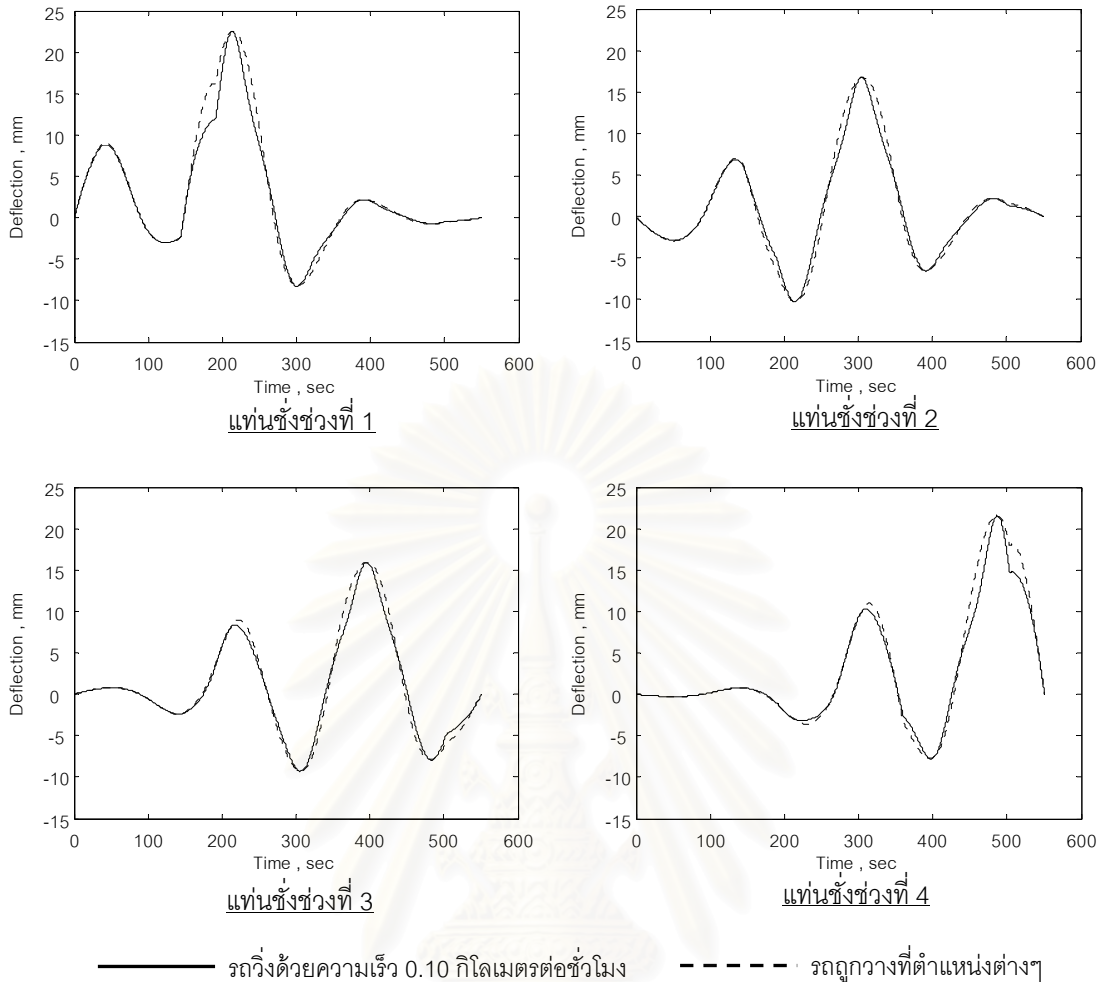 25
20
15
10
5
0
-5
-10
-15
Deflection , mm
0 100 200 300 400 500 600
Time , sec
แท่นชั่งช่วงที่ 1
25
20
15
10
5
0
-5
-10
-15
Deflection , mm
0 100 200 300 400 500 600
Time , sec
แท่นชั่งช่วงที่ 2
25
20
15
10
5
0
-5
-10
-15
Deflection , mm
0 100 200 300 400 500 600
Time , sec
แท่นชั่งช่วงที่ 3
25
20
15
10
5
0
-5
-10
-15
Deflection , mm
0 100 200 300 400 500 600
Time , sec
แท่นชั่งช่วงที่ 4
รถวิ่งด้วยความเร็ว 0.10 กิโลเมตรต่อชั่วโมง รถถูกวางที่ตำแหน่งต่างๆ